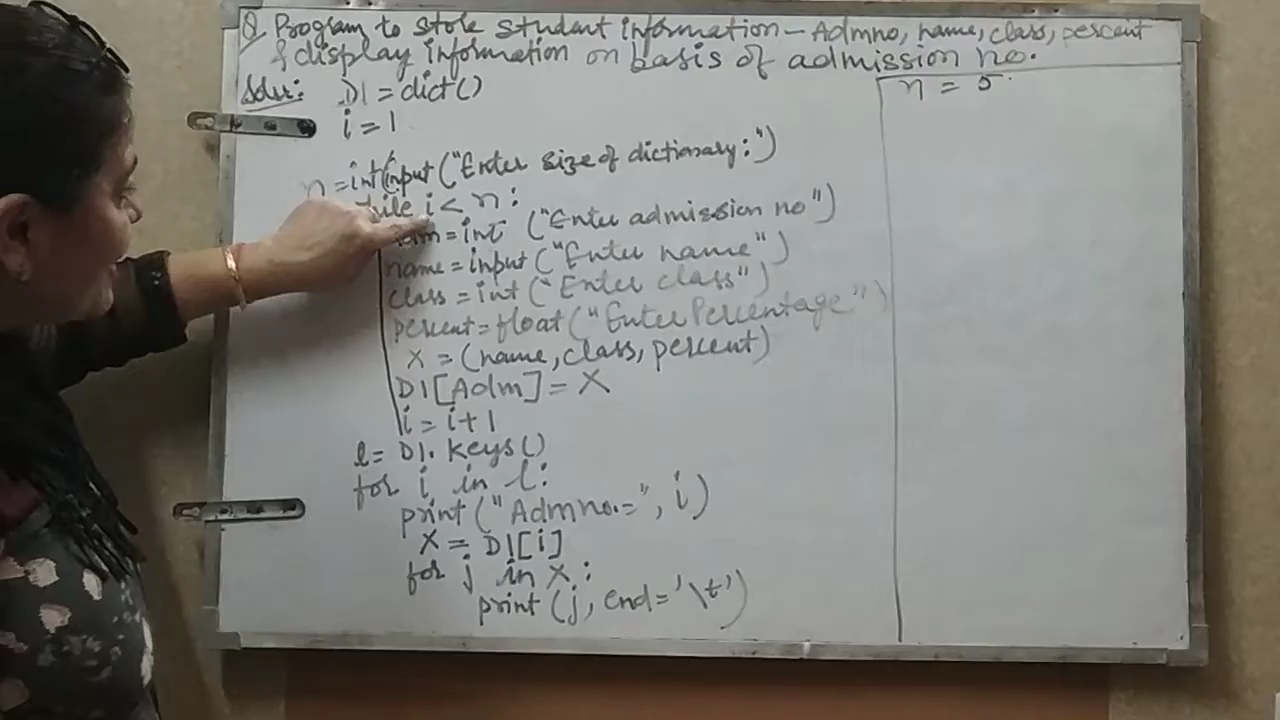 Q. Program to store student information – Admno, name, class, percent
& display information on basis of admission no.
Solu: D1 = dict()
i = 1
n = int(input("Enter size of dictionary:")
while i < n:
Adm = int ("Enter admission no")
name = input ("Enter name")
class = int ("Enter class")
percent = float ("Enter Percentage")
X = (name, class, percent)
D1[Adm] = X
i = i + 1
l = D1.keys()
for i in l:
print ("Admno.=", i)
X = D1[i]
for j in X:
print (j, end='\t')
n = 5